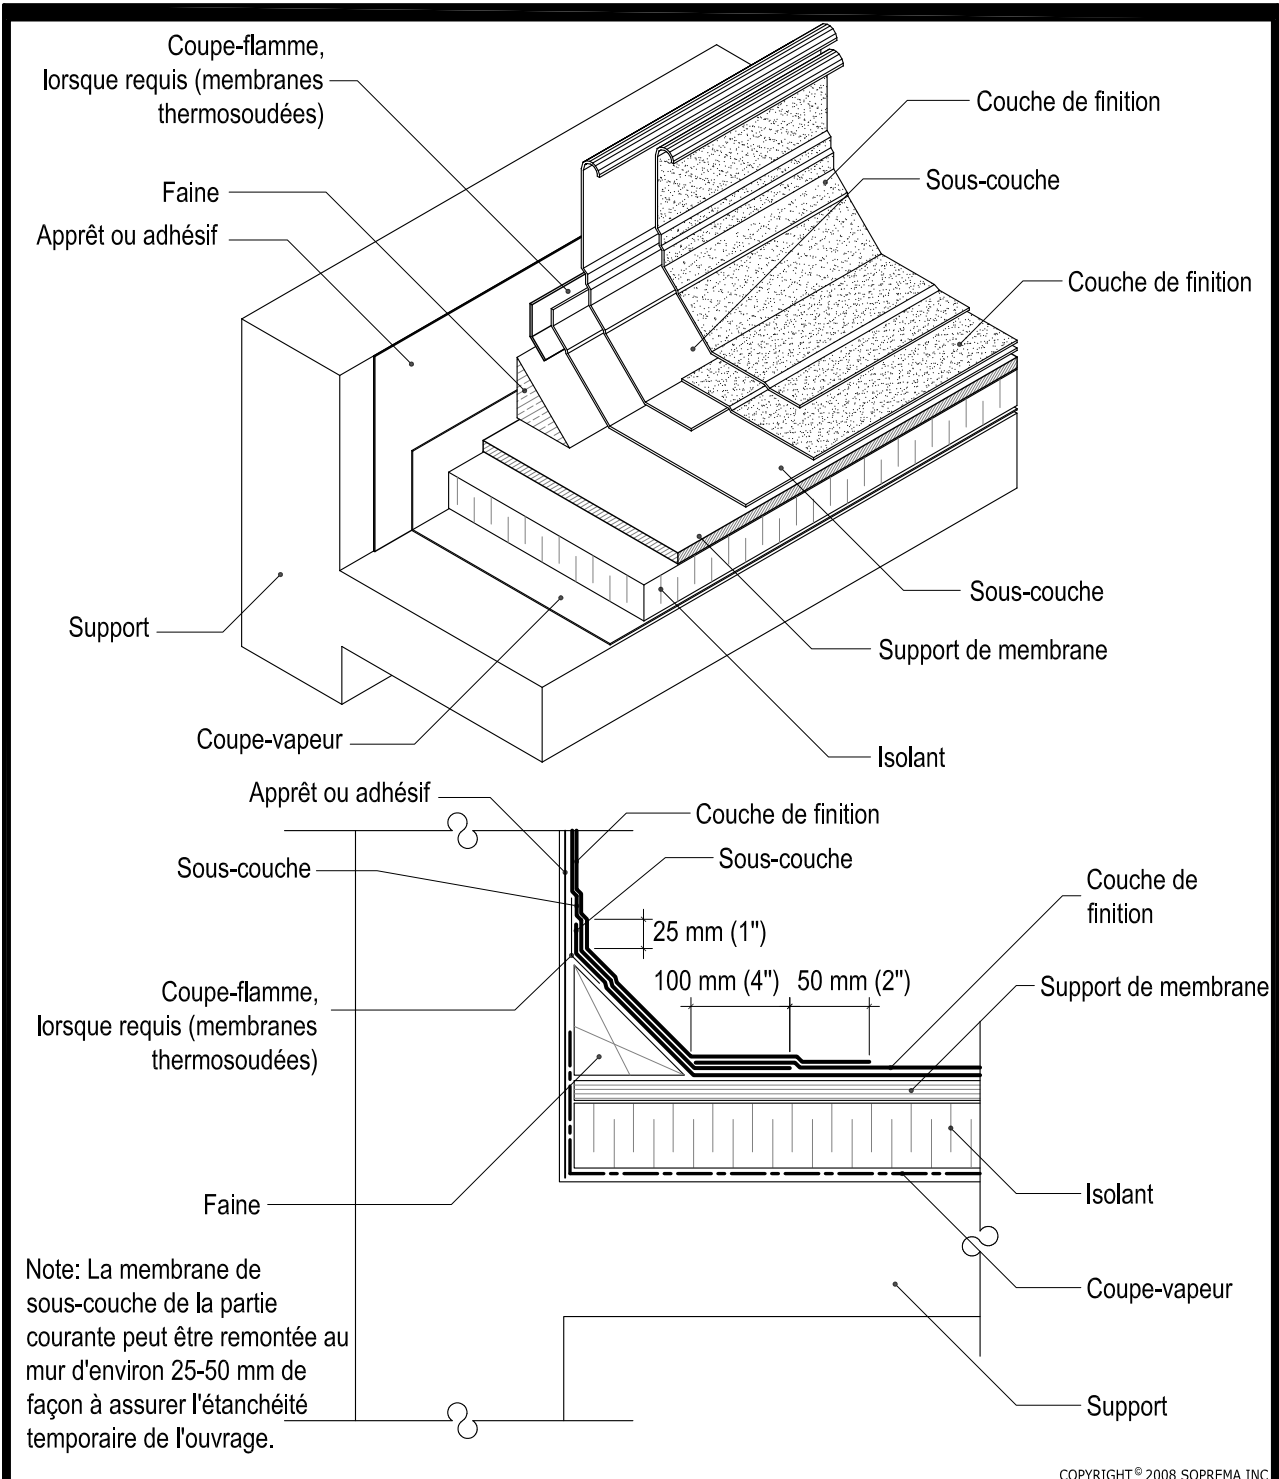 Coupe-flamme,
lorsque requis (membranes
thermosoudées)
Couche de finition
Sous-couche
Faine
Apprêt ou adhésif
Couche de finition
Sous-couche
Support
Support de membrane
Coupe-vapeur
Isolant
Apprêt ou adhésif
Couche de finition
Sous-couche
Sous-couche
Couche de
finition
25 mm (1")
100 mm (4")
50 mm (2")
Coupe-flamme,
lorsque requis (membranes
thermosoudées)
Support de membrane
Faine
Isolant
Note: La membrane de
sous-couche de la partie
courante peut être remontée au
mur d'environ 25-50 mm de
façon à assurer l'étanchéité
temporaire de l'ouvrage.
Coupe-vapeur
Support
COPYRIGHT © 2008 SOPREMA INC.